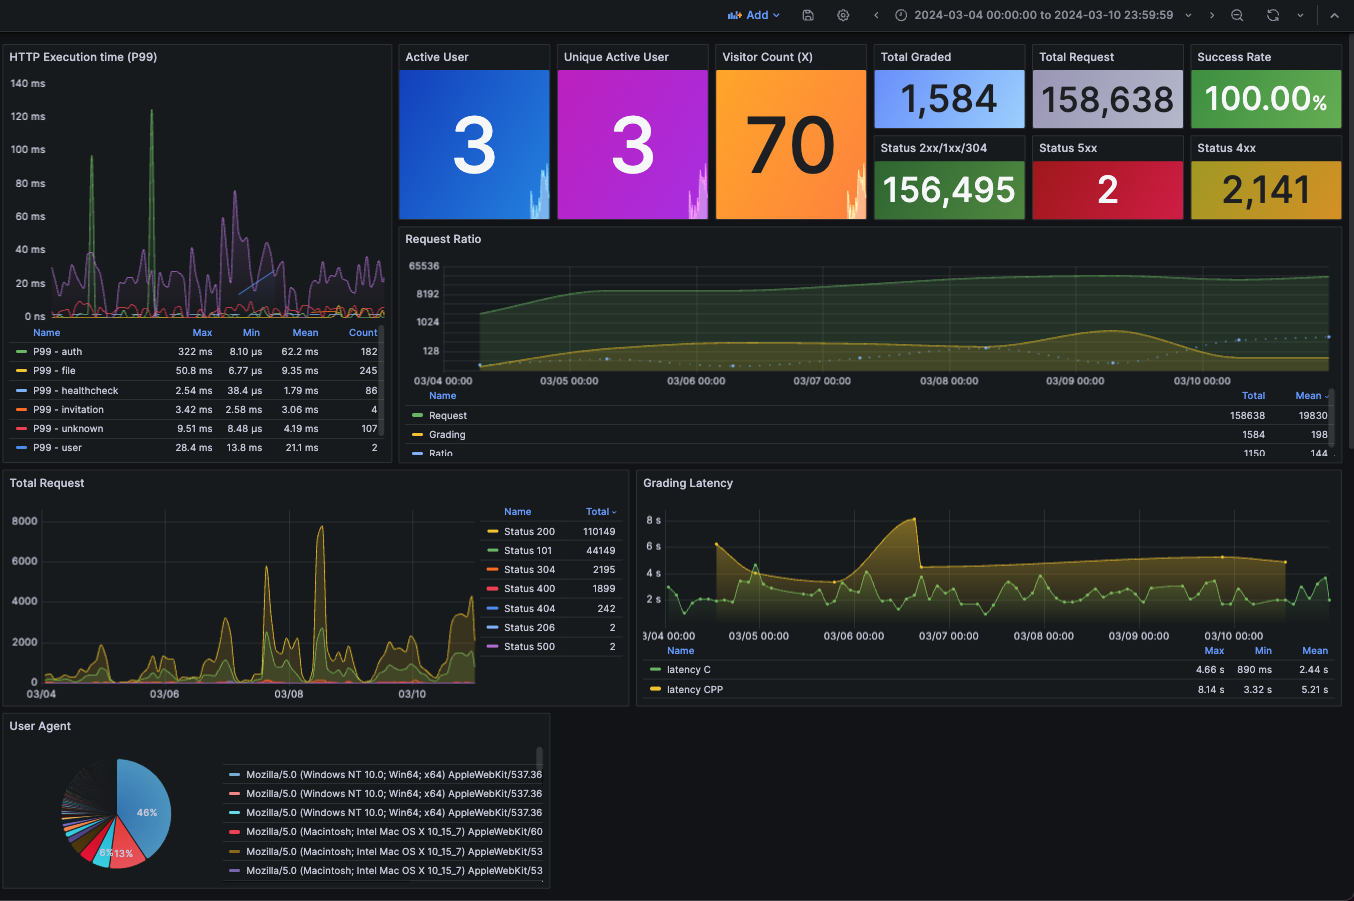 Add
2024-03-04 00:00:00 to 2024-03-10 23:59:59
HTTP Execution time (P99)
140 ms
120 ms
100 ms
80 ms
60 ms
40 ms
20 ms
0 ns
Name Max Min Mean Count
P99 - auth 322 ms 8.10 µs 62.2 ms 182
P99 - file 50.8 ms 6.77 µs 9.35 ms 245
P99 - healthcheck 2.54 ms 38.4 µs 1.79 ms 86
P99 - invitation 3.42 ms 2.58 ms 3.06 ms 4
P99 - unknown 9.51 ms 8.48 µs 4.19 ms 107
P99 - user 28.4 ms 13.8 ms 21.1 ms 2
Active User
3
Unique Active User
3
Visitor Count (X)
70
Total Graded
1,584
Total Request
158,638
Success Rate
100.00%
Status 2xx/1xx/304
156,495
Status 5xx
2
Status 4xx
2,141
Request Ratio
65536
8192
1024
128
03/04 00:00 03/05 00:00 03/06 00:00 03/07 00:00 03/08 00:00 03/09 00:00 03/10 00:00
Name Total Mean
Request 158638 19830
Grading 1584 198
Ratio 1150 144
Total Request
8000
6000
4000
2000
0
03/04 03/06 03/08 03/10
Name Total
Status 200 110149
Status 101 44149
Status 304 2195
Status 400 1899
Status 404 242
Status 206 2
Status 500 2
Grading Latency
8 s
6 s
4 s
2 s
3/04 00:00 03/05 00:00 03/06 00:00 03/07 00:00 03/08 00:00 03/09 00:00 03/10 00:00
Name Max Min Mean
latency C 4.66 s 890 ms 2.44 s
latency CPP 8.14 s 3.32 s 5.21 s
User Agent
46%
6% 13%
Mozilla/5.0 (Windows NT 10.0; Win64; x64) AppleWebKit/537.36
Mozilla/5.0 (Windows NT 10.0; Win64; x64) AppleWebKit/537.36
Mozilla/5.0 (Windows NT 10.0; Win64; x64) AppleWebKit/537.36
Mozilla/5.0 (Macintosh; Intel Mac OS X 10_15_7) AppleWebKit/60
Mozilla/5.0 (Macintosh; Intel Mac OS X 10_15_7) AppleWebKit/53
Mozilla/5.0 (Macintosh; Intel Mac OS X 10_15_7) AppleWebKit/53